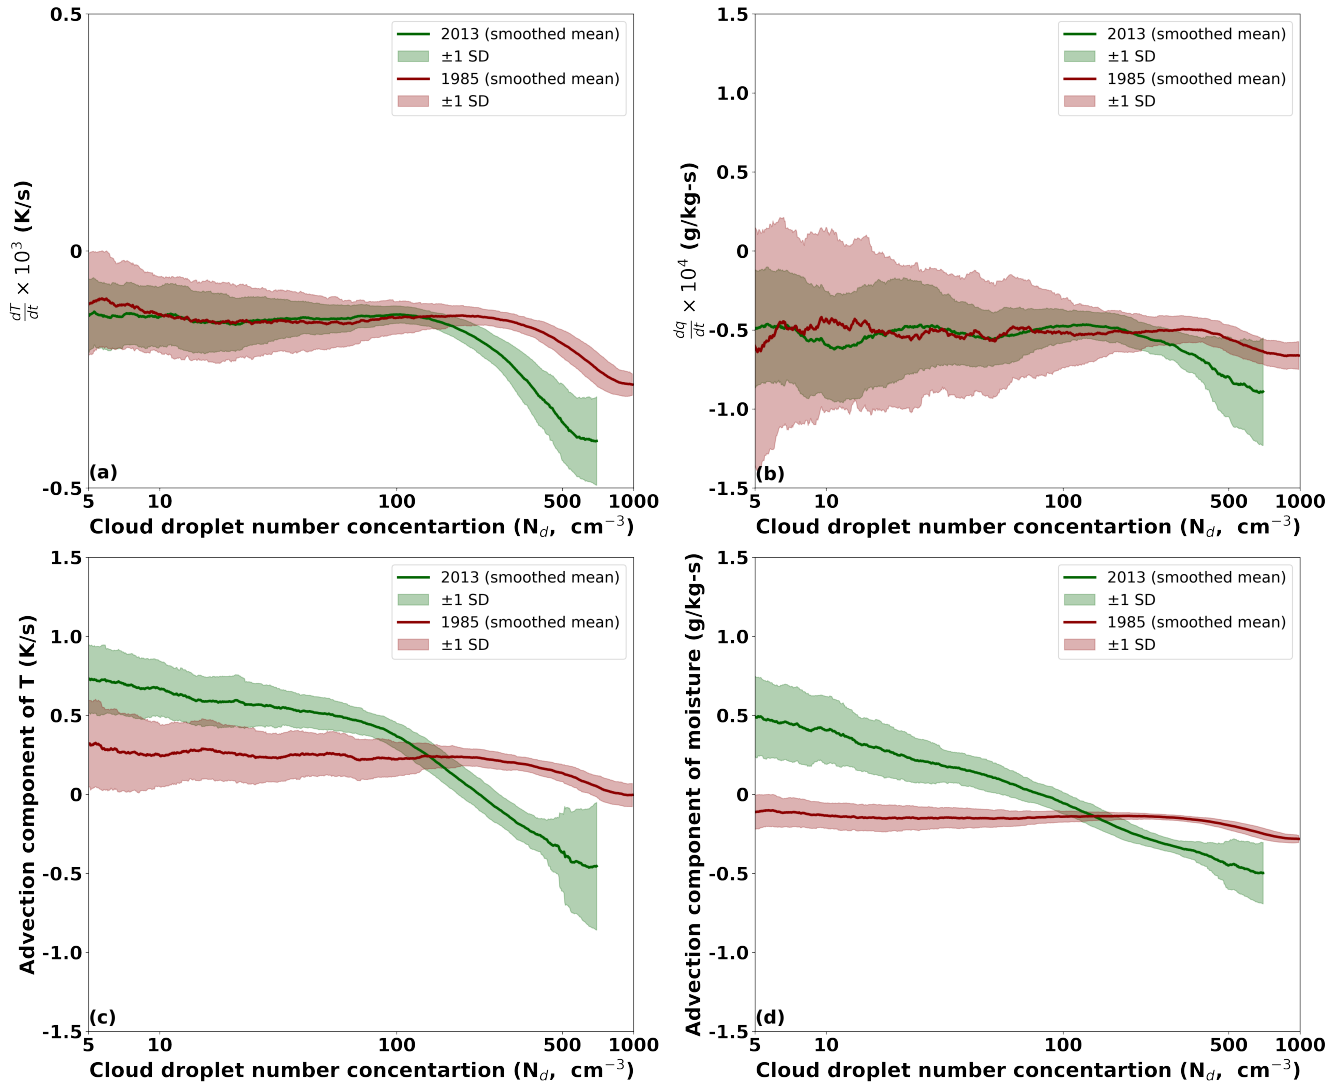 0.5
0
-0.5
dT/dt × 10³ (K/s)
2013 (smoothed mean)
±1 SD
1985 (smoothed mean)
±1 SD
(a)
5 10 100 500 1000
Cloud droplet number concentartion (N_d, cm⁻³)
1.5
1.0
0.5
0
-0.5
-1.0
-1.5
dq/dt × 10⁴ (g/kg-s)
2013 (smoothed mean)
±1 SD
1985 (smoothed mean)
±1 SD
(b)
5 10 100 500 1000
Cloud droplet number concentartion (N_d, cm⁻³)
1.5
1.0
0.5
0
-0.5
-1.0
-1.5
Advection component of T (K/s)
2013 (smoothed mean)
±1 SD
1985 (smoothed mean)
±1 SD
(c)
5 10 100 500 1000
Cloud droplet number concentartion (N_d, cm⁻³)
1.5
1.0
0.5
0
-0.5
-1.0
-1.5
Advection component of moisture (g/kg-s)
2013 (smoothed mean)
±1 SD
1985 (smoothed mean)
±1 SD
(d)
5 10 100 500 1000
Cloud droplet number concentartion (N_d, cm⁻³)